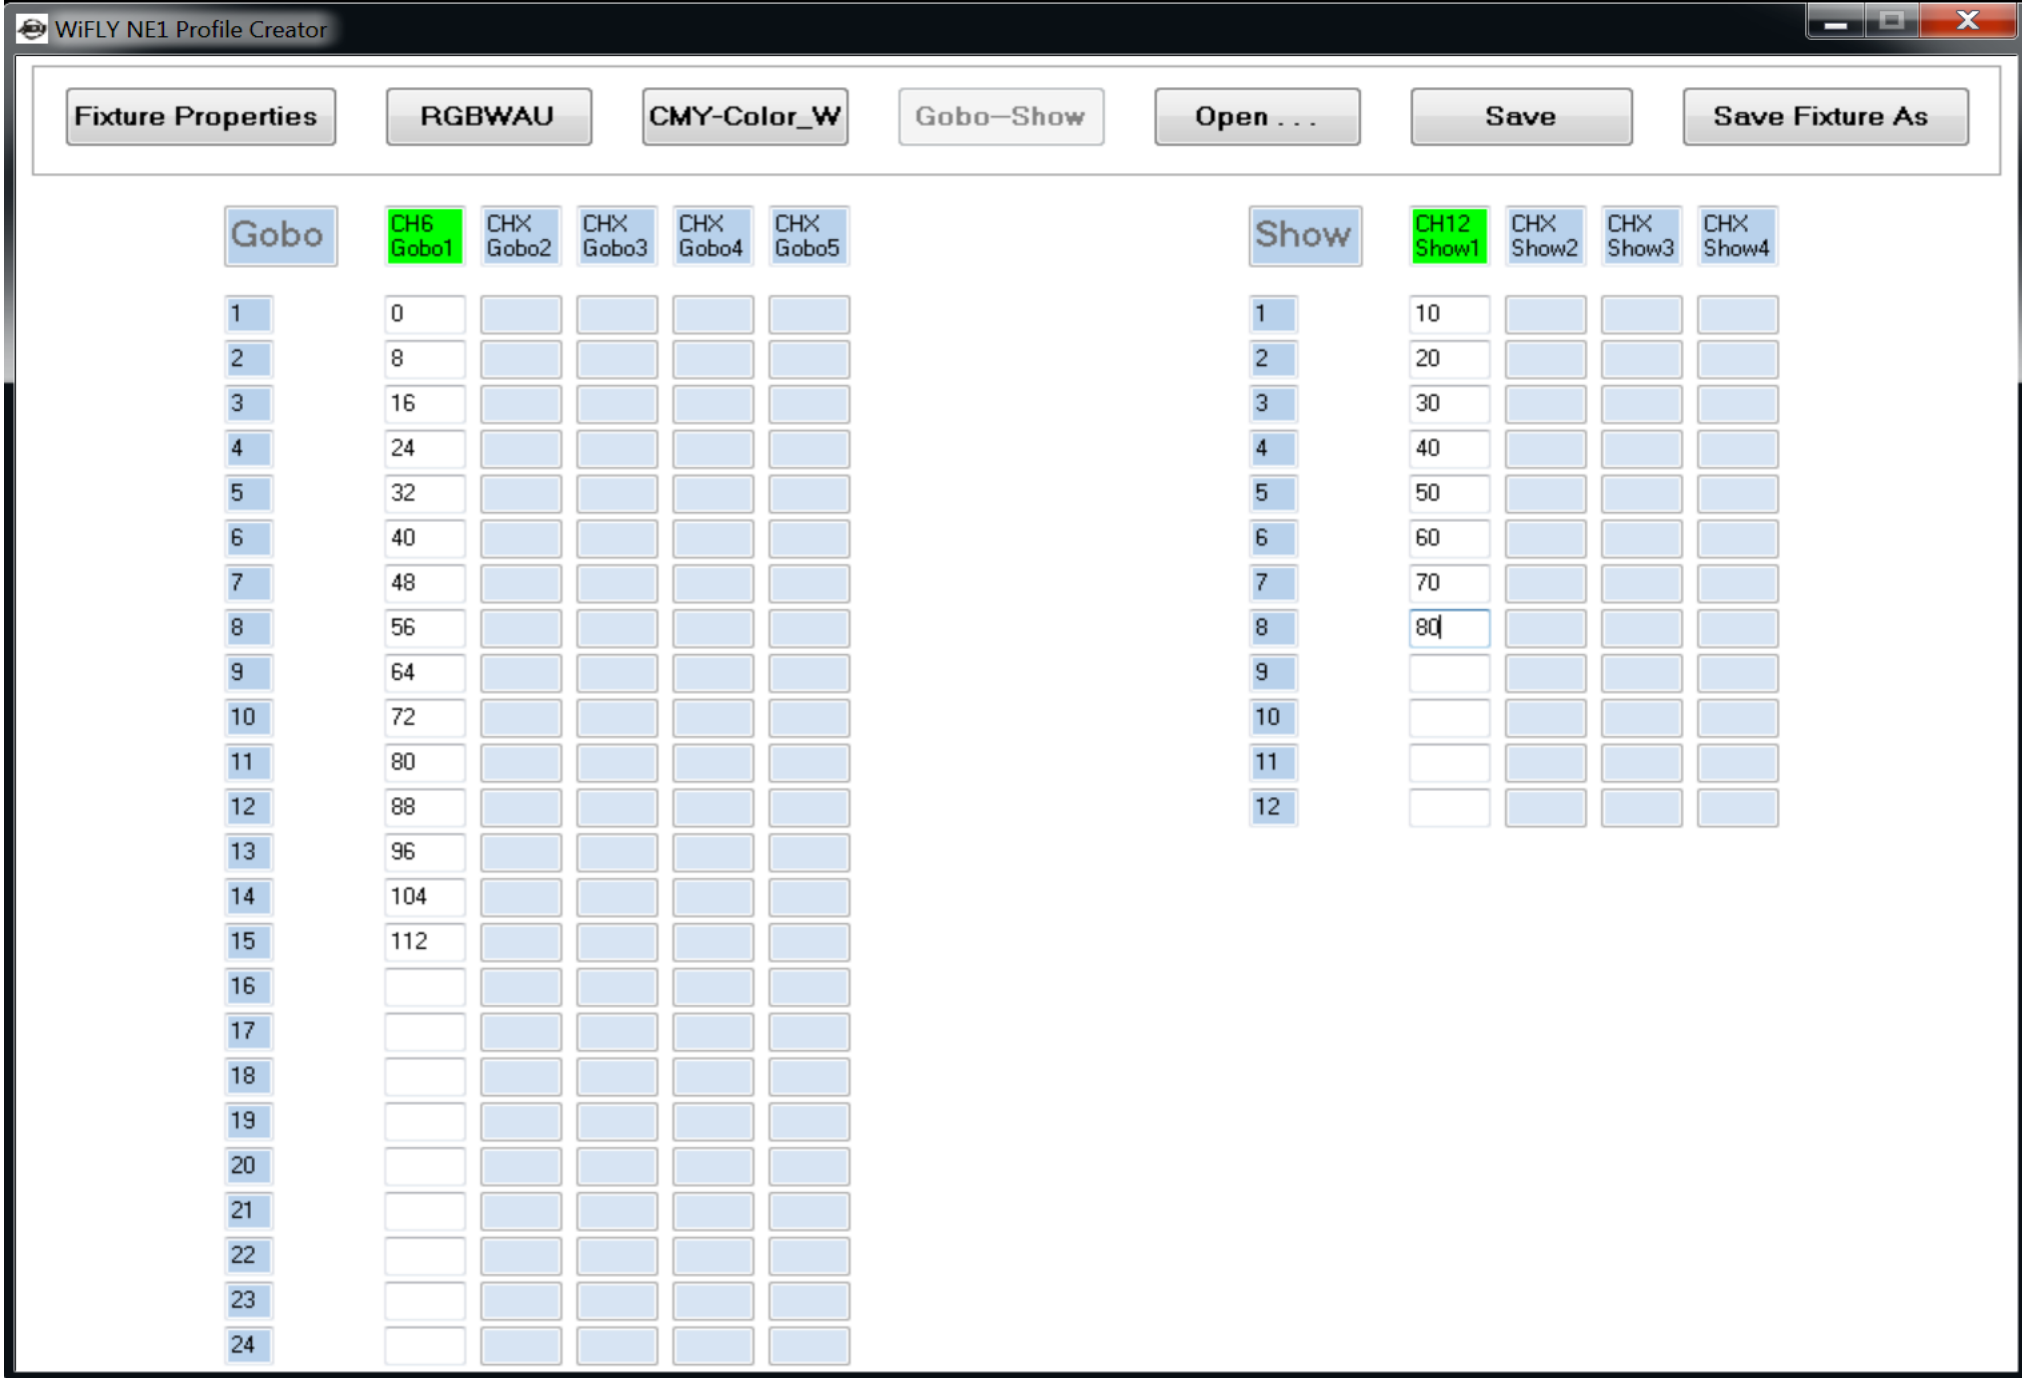 WiFLY NE1 Profile Creator
Fixture Properties RGBWAU CMY-Color_W Gobo—Show Open . . . Save Save Fixture As
Gobo CH6 Gobo1 CHX Gobo2 CHX Gobo3 CHX Gobo4 CHX Gobo5 Show CH12 Show1 CHX Show2 CHX Show3 CHX Show4
1 0 1 10
2 8 2 20
3 16 3 30
4 24 4 40
5 32 5 50
6 40 6 60
7 48 7 70
8 56 8 80
9 64 9
10 72 10
11 80 11
12 88 12
13 96
14 104
15 112
16
17
18
19
20
21
22
23
24